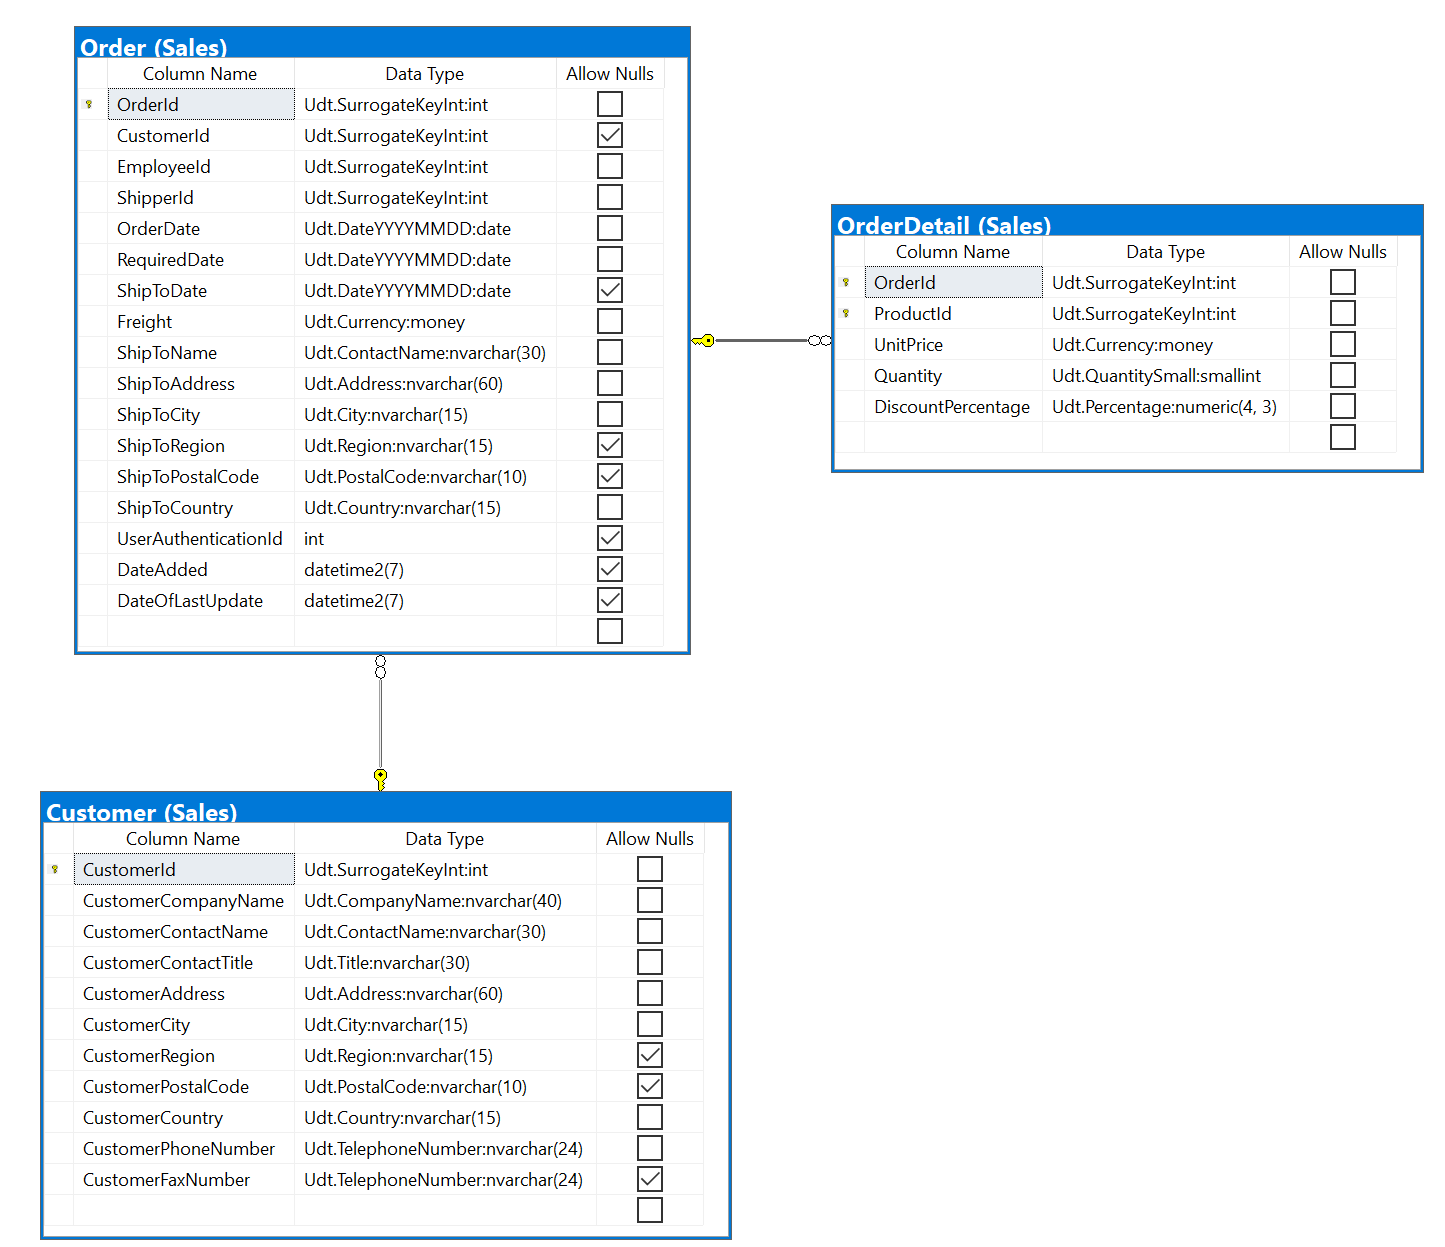 Order (Sales)
Column Name Data Type Allow Nulls
OrderId Udt.SurrogateKeyInt:int
CustomerId Udt.SurrogateKeyInt:int
EmployeeId Udt.SurrogateKeyInt:int
ShipperId Udt.SurrogateKeyInt:int
OrderDate Udt.DateYYYYMMDD:date
RequiredDate Udt.DateYYYYMMDD:date
ShipToDate Udt.DateYYYYMMDD:date
Freight Udt.Currency:money
ShipToName Udt.ContactName:nvarchar(30)
ShipToAddress Udt.Address:nvarchar(60)
ShipToCity Udt.City:nvarchar(15)
ShipToRegion Udt.Region:nvarchar(15)
ShipToPostalCode Udt.PostalCode:nvarchar(10)
ShipToCountry Udt.Country:nvarchar(15)
UserAuthenticationId int
DateAdded datetime2(7)
DateOfLastUpdate datetime2(7)
OrderDetail (Sales)
Column Name Data Type Allow Nulls
OrderId Udt.SurrogateKeyInt:int
ProductId Udt.SurrogateKeyInt:int
UnitPrice Udt.Currency:money
Quantity Udt.QuantitySmall:smallint
DiscountPercentage Udt.Percentage:numeric(4, 3)
Customer (Sales)
Column Name Data Type Allow Nulls
CustomerId Udt.SurrogateKeyInt:int
CustomerCompanyName Udt.CompanyName:nvarchar(40)
CustomerContactName Udt.ContactName:nvarchar(30)
CustomerContactTitle Udt.Title:nvarchar(30)
CustomerAddress Udt.Address:nvarchar(60)
CustomerCity Udt.City:nvarchar(15)
CustomerRegion Udt.Region:nvarchar(15)
CustomerPostalCode Udt.PostalCode:nvarchar(10)
CustomerCountry Udt.Country:nvarchar(15)
CustomerPhoneNumber Udt.TelephoneNumber:nvarchar(24)
CustomerFaxNumber Udt.TelephoneNumber:nvarchar(24)